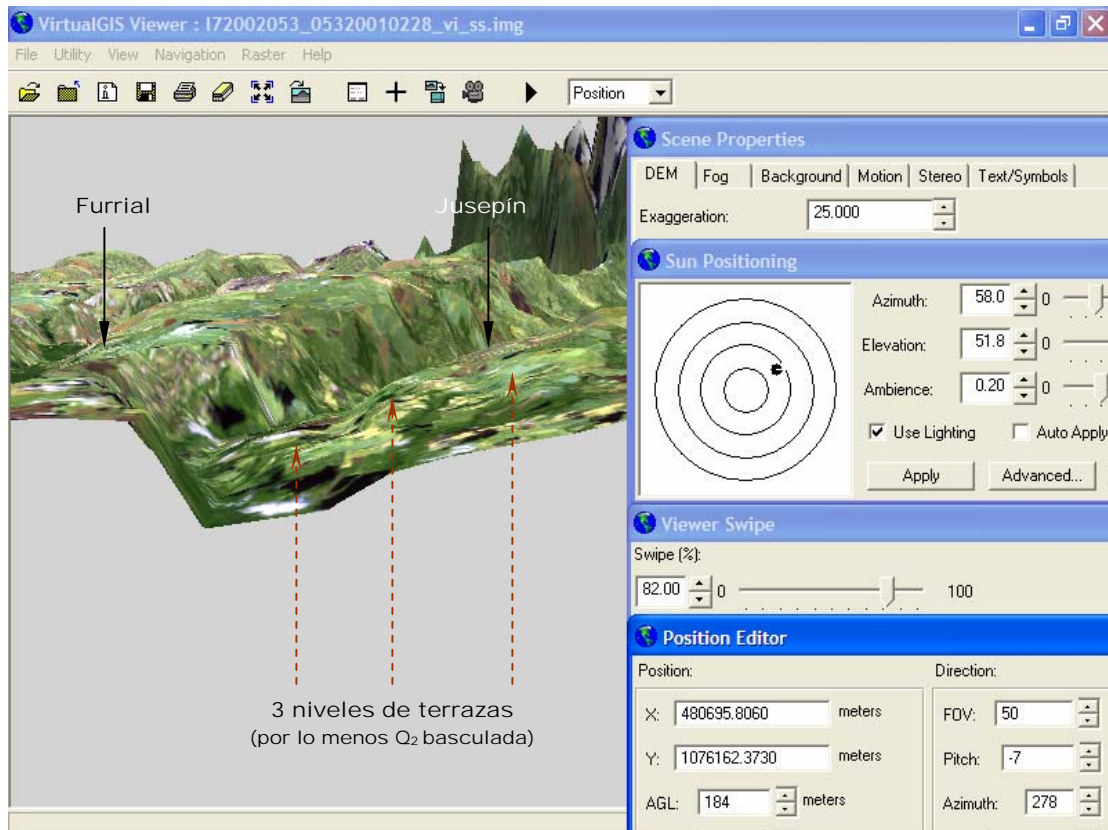 VirtualGIS Viewer : l72002053_05320010228_vi_ss.img
File Utility View Navigation Raster Help
Position
Furrial
Jusepín
3 niveles de terrazas
(por lo menos Q₂ basculada)
Scene Properties
DEM Fog Background Motion Stereo Text/Symbols
Exaggeration: 25.000
Sun Positioning
Azimuth: 58.0 0
Elevation: 51.8 0
Ambience: 0.20 0
Use Lighting Auto Apply
Apply Advanced...
Viewer Swipe
Swipe (%):
82.00 0 100
Position Editor
Position: Direction:
X: 480695.8060 meters FOV: 50
Y: 1076162.3730 meters Pitch: -7
AGL: 184 meters Azimuth: 278